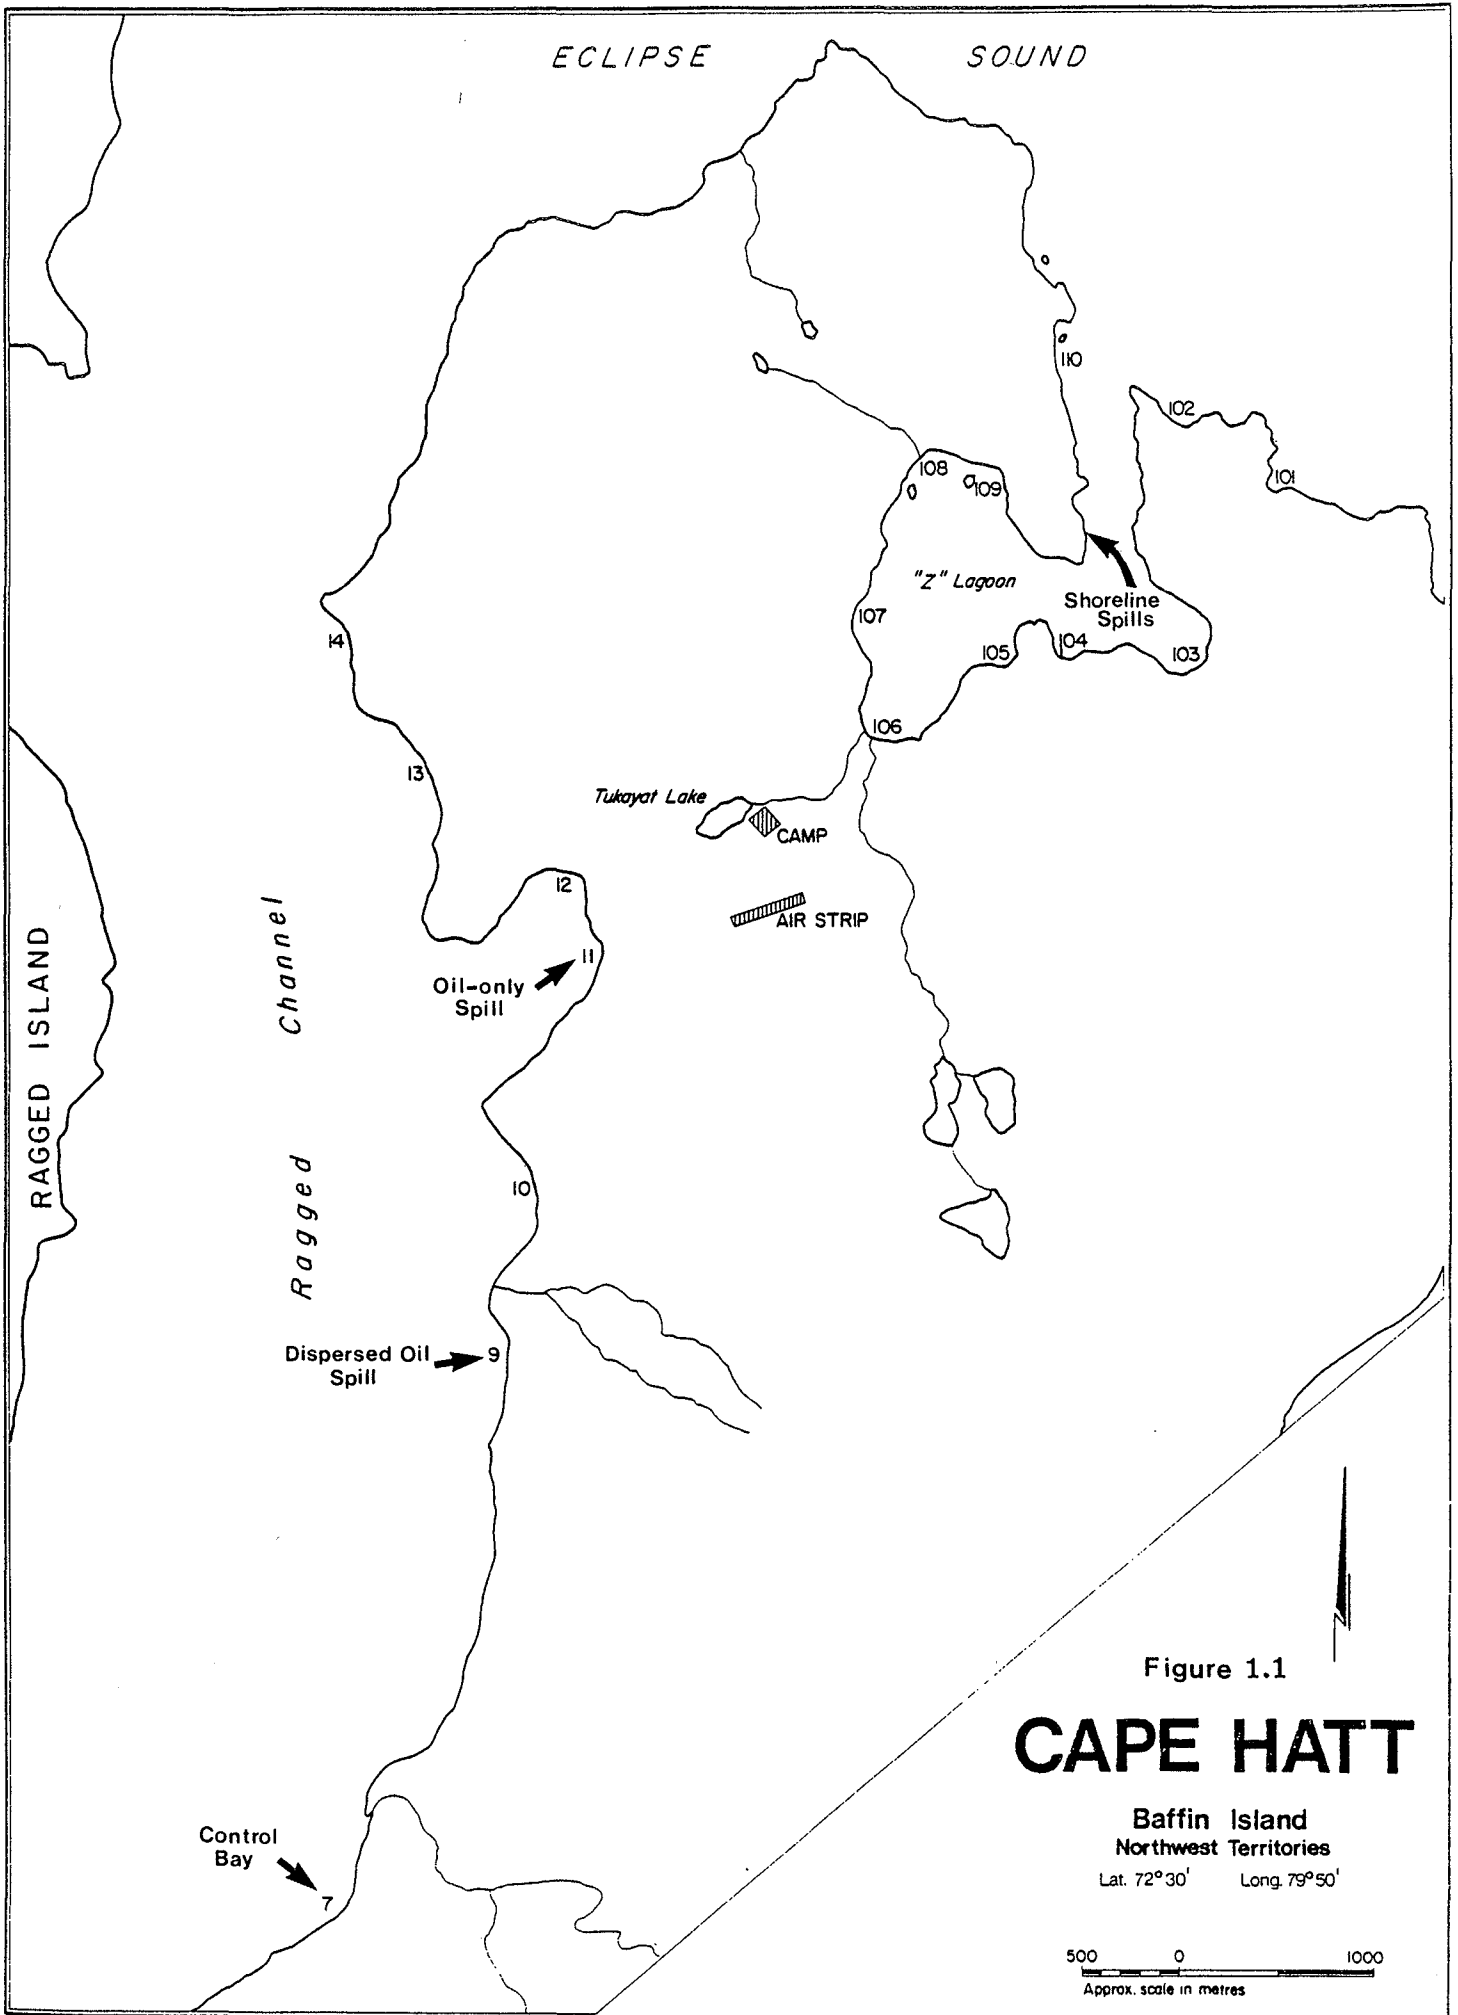 ECLIPSE SOUND
110
102
101
108
109
"Z" Lagoon
Shoreline
Spills
107
14
105
104
103
106
13
Tukayat Lake
CAMP
12
AIR STRIP
11
Oil-only
Spill
RAGGED ISLAND
Ragged Channel
10
Dispersed Oil
Spill
9
Figure 1.1
CAPE HATT
Baffin Island
Northwest Territories
Lat. 72°30' Long. 79°50'
Control
Bay
7
500 0 1000
Approx. scale in metres